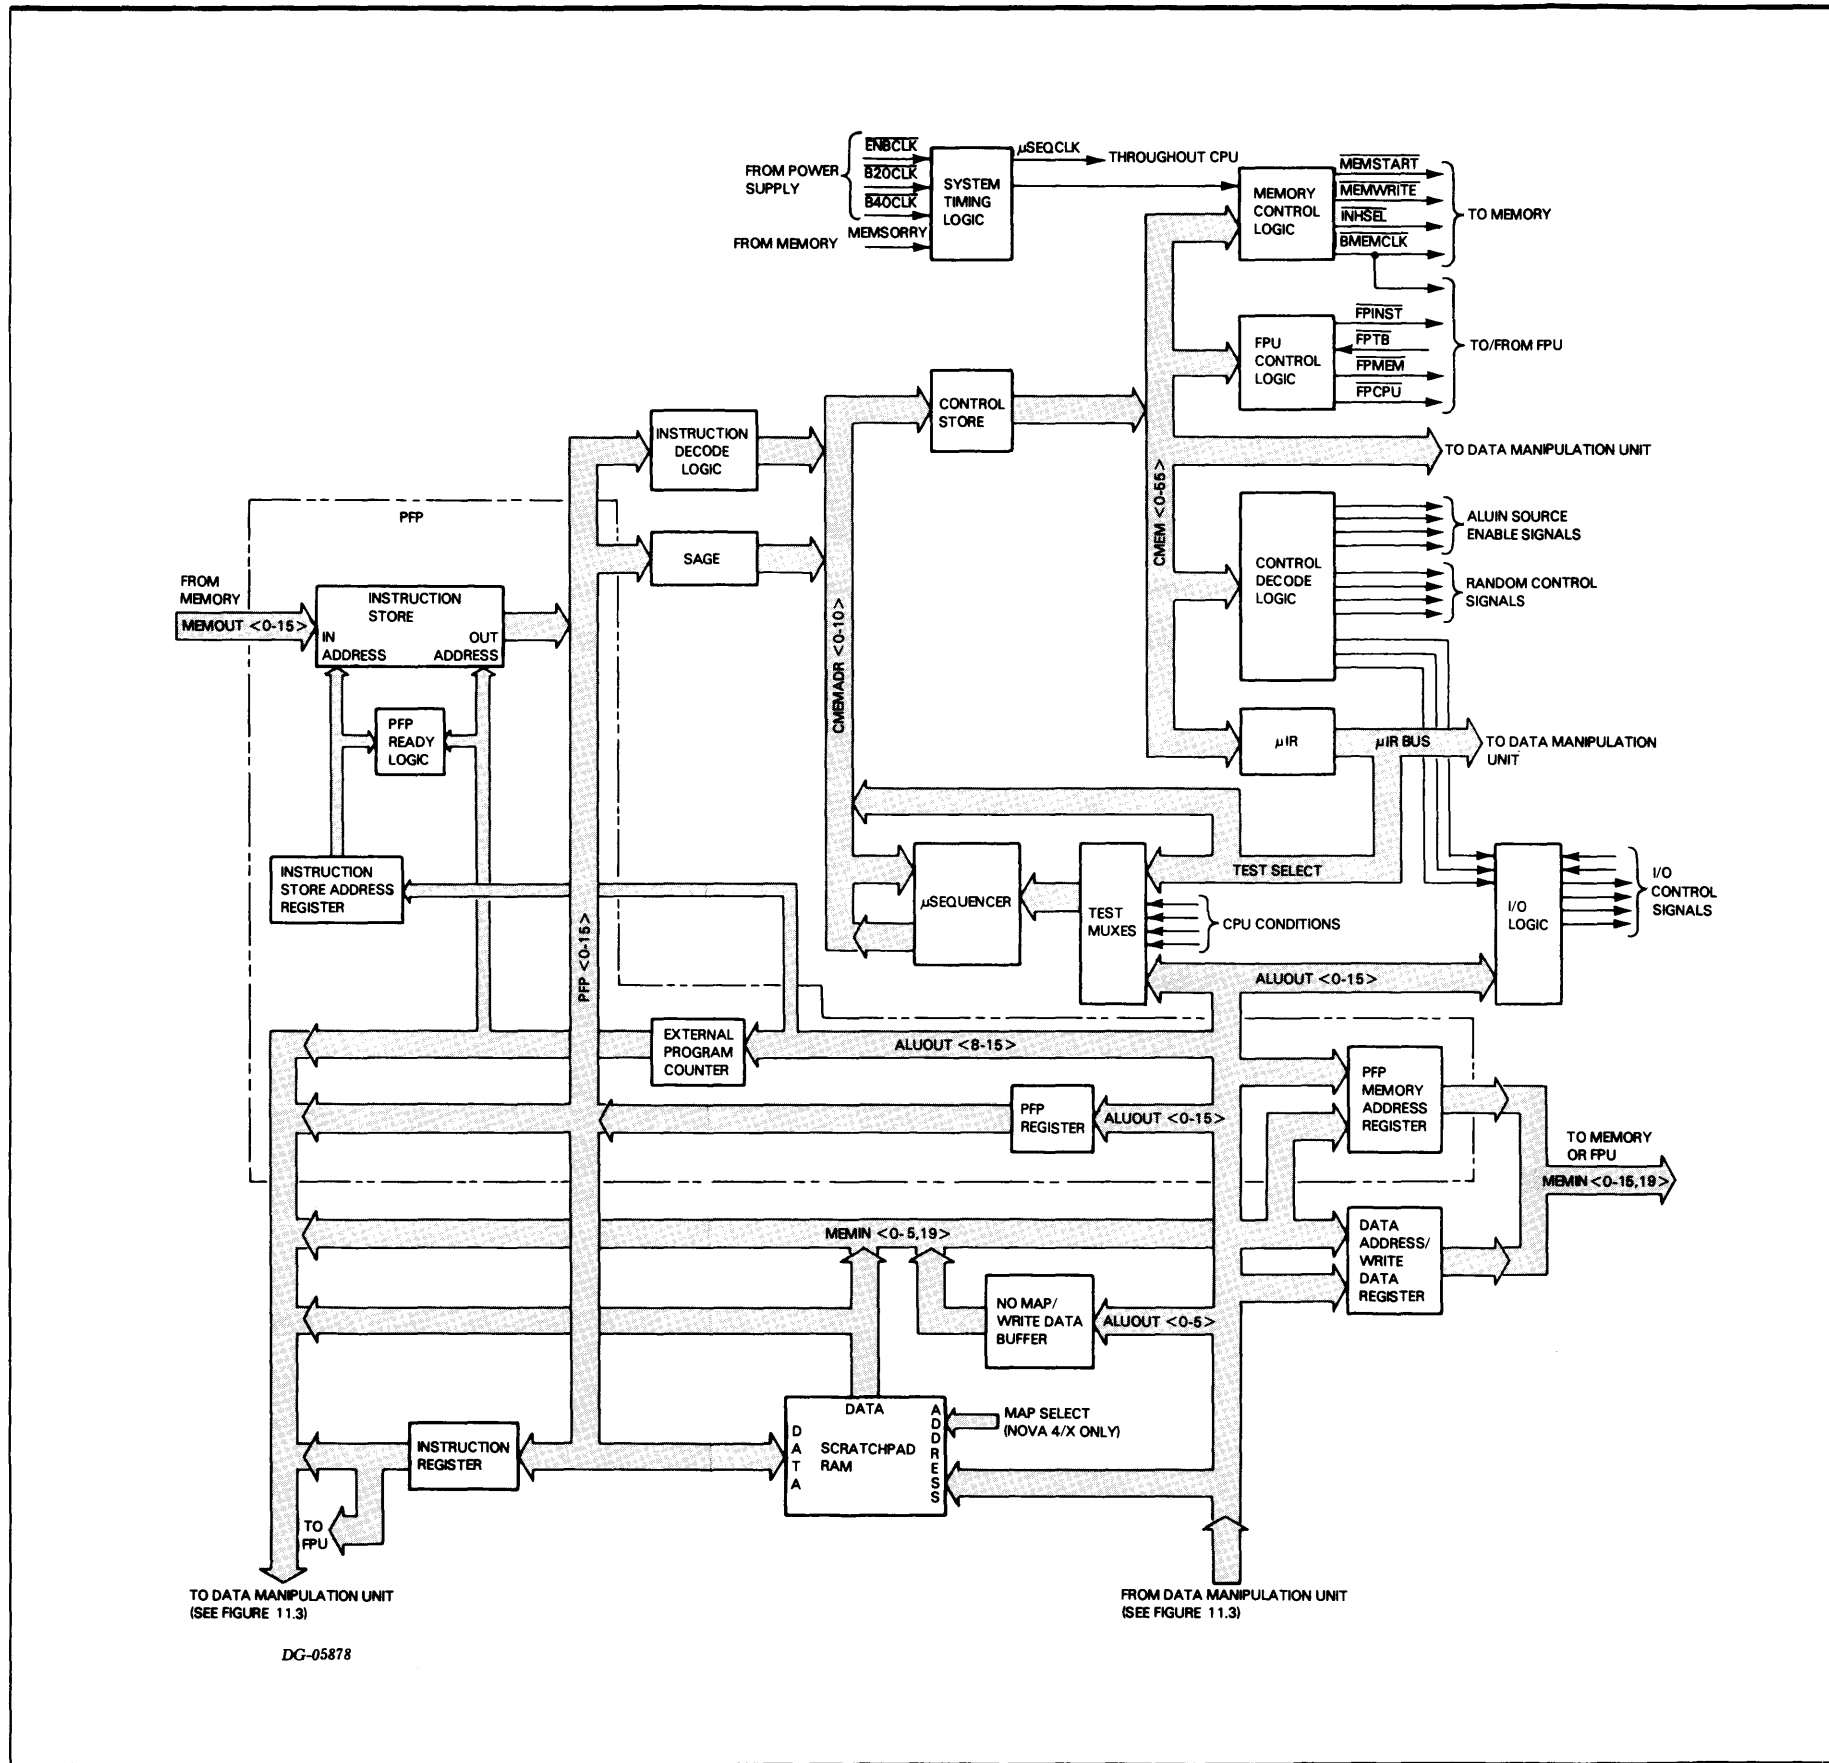 ENBCLK
B20CLK
B40CLK
MEMSORRY
FROM POWER
SUPPLY
FROM MEMORY
SYSTEM
TIMING
LOGIC
μSEQCLK
THROUGHOUT CPU
MEMORY
CONTROL
LOGIC
MEMSTART
MEMWRITE
INHSEL
BMEMCLK
TO MEMORY
FPU
CONTROL
LOGIC
FPINST
FPTB
FPMEM
FPCPU
TO/FROM FPU
CONTROL
STORE
INSTRUCTION
DECODE
LOGIC
TO DATA MANIPULATION UNIT
CMEM <0-55>
PFP
SAGE
CONTROL
DECODE
LOGIC
ALUIN SOURCE
ENABLE SIGNALS
RANDOM CONTROL
SIGNALS
FROM
MEMORY
MEMOUT <0-15>
INSTRUCTION
STORE
IN
ADDRESS
OUT
ADDRESS
CMEMADR <0-10>
PFP
READY
LOGIC
μIR
μIR BUS
TO DATA MANIPULATION
UNIT
INSTRUCTION
STORE ADDRESS
REGISTER
μSEQUENCER
TEST
MUXES
TEST SELECT
CPU CONDITIONS
I/O
LOGIC
I/O
CONTROL
SIGNALS
PFP <0-15>
ALUOUT <0-15>
EXTERNAL
PROGRAM
COUNTER
ALUOUT <8-15>
PFP
MEMORY
ADDRESS
REGISTER
PFP
REGISTER
ALUOUT <0-15>
TO MEMORY
OR FPU
MEMIN <0-15,19>
MEMIN <0-5,19>
DATA
ADDRESS/
WRITE
DATA
REGISTER
NO MAP/
WRITE DATA
BUFFER
ALUOUT <0-5>
DATA
DATA
SCRATCHPAD
RAM
ADDRESS
MAP SELECT
(NOVA 4/X ONLY)
INSTRUCTION
REGISTER
TO
FPU
TO DATA MANIPULATION UNIT
(SEE FIGURE 11.3)
FROM DATA MANIPULATION UNIT
(SEE FIGURE 11.3)
DG-05878